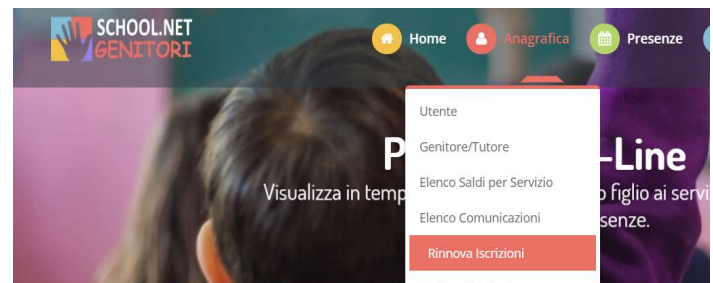 SCHOOL.NET
GENITORI
Home
Anagrafica
Presenze
Utente
Genitore/Tutore
Elenco Saldi per Servizio
Elenco Comunicazioni
Rinnova Iscrizioni
P
-Line
Visualizza in temp
figlio ai servi
senze.